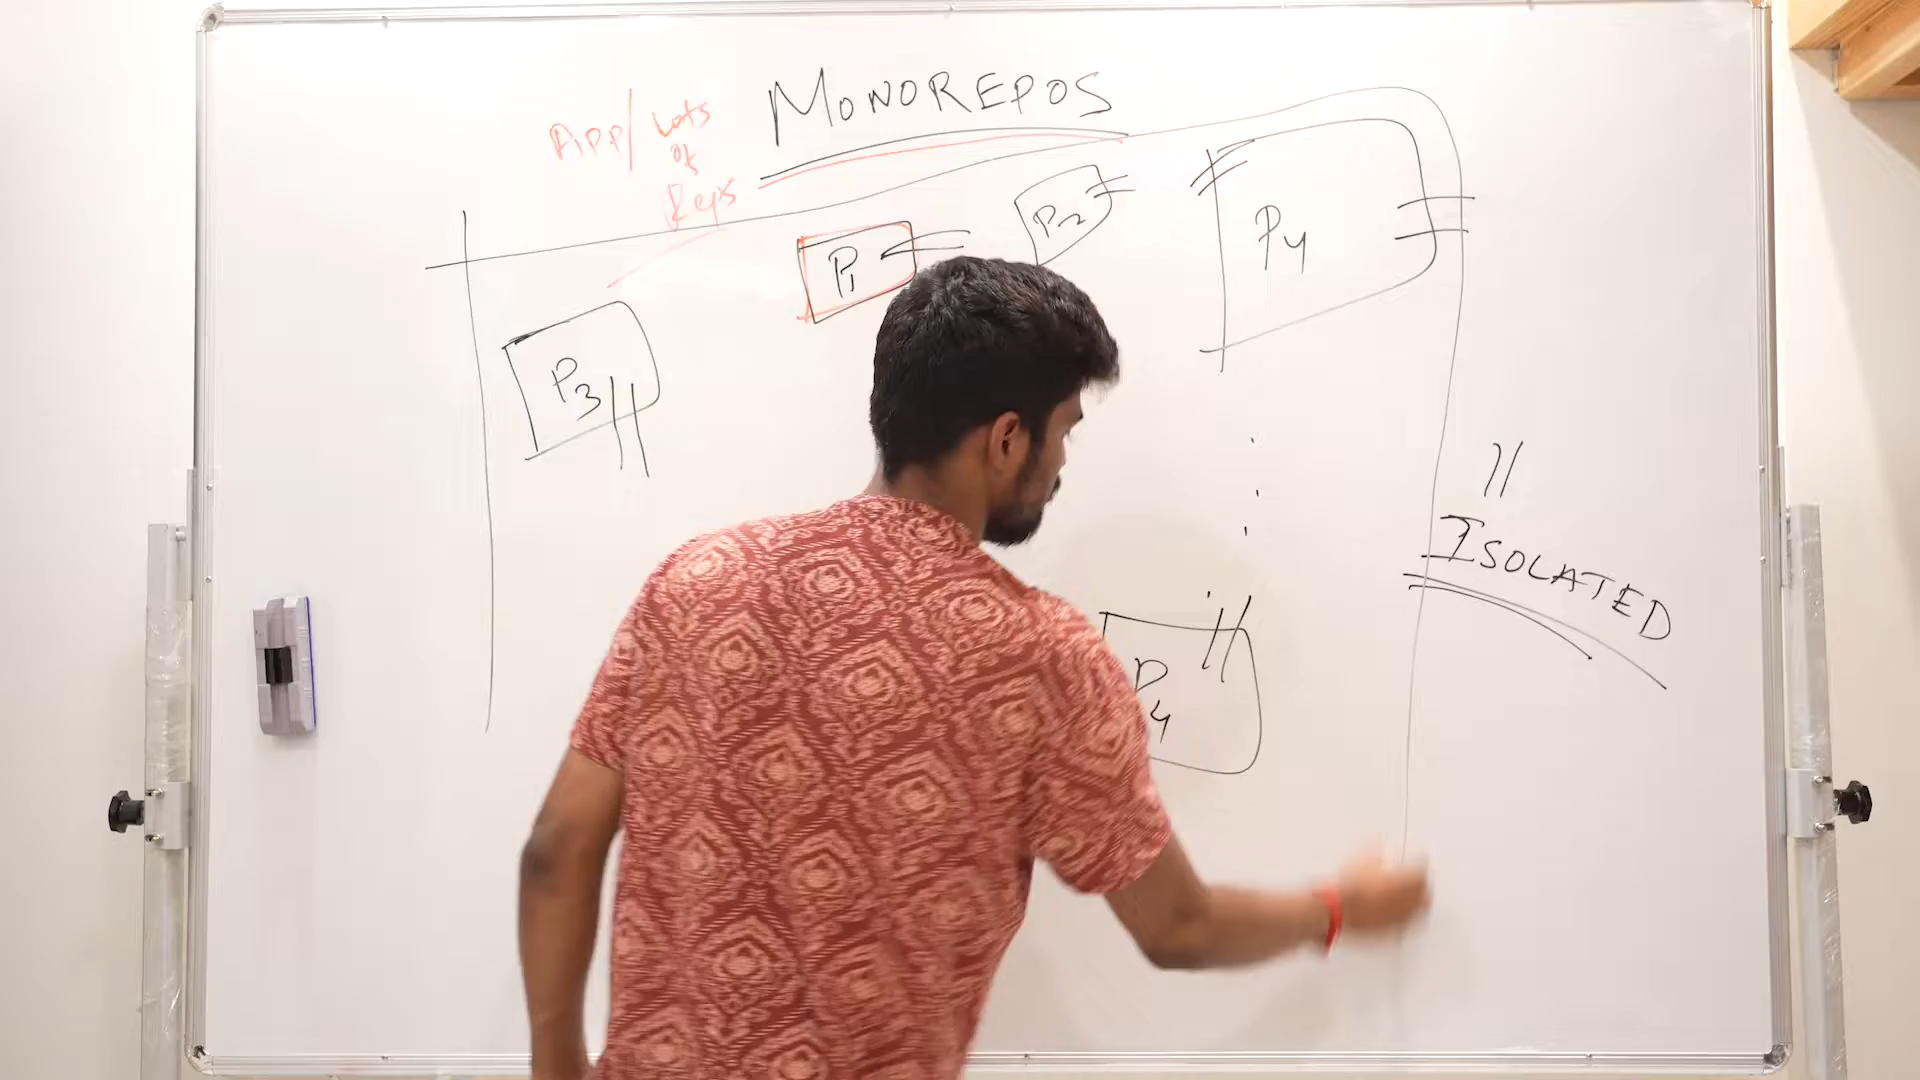 MONOREPOS
App/ Lots
of
Reps
P1
P2
P4
P3
ISOLATED
P4